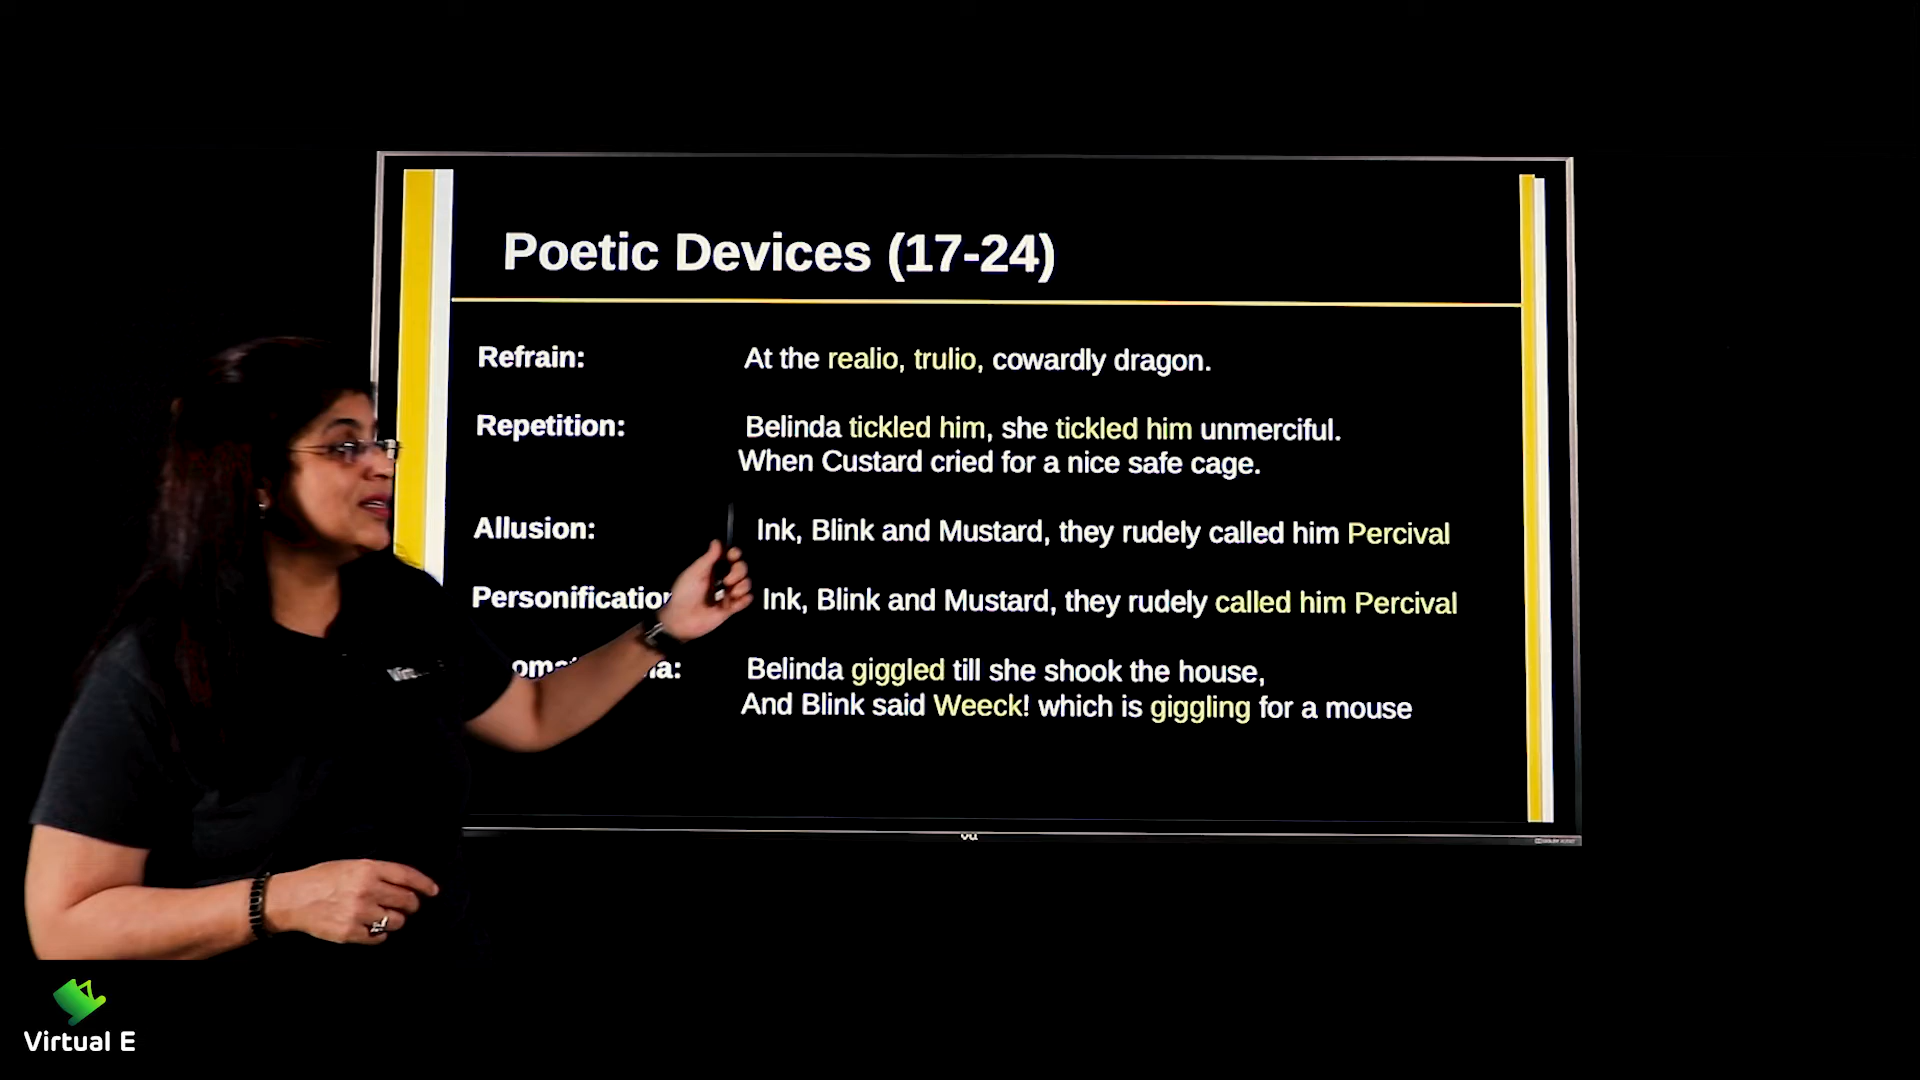 Poetic Devices (17-24)
Refrain: At the realio, trulio, cowardly dragon.
Repetition: Belinda tickled him, she tickled him unmerciful.
When Custard cried for a nice safe cage.
Allusion: Ink, Blink and Mustard, they rudely called him Percival
Personification Ink, Blink and Mustard, they rudely called him Percival
Belinda giggled till she shook the house,
And Blink said Weeck! which is giggling for a mouse
Virtual E